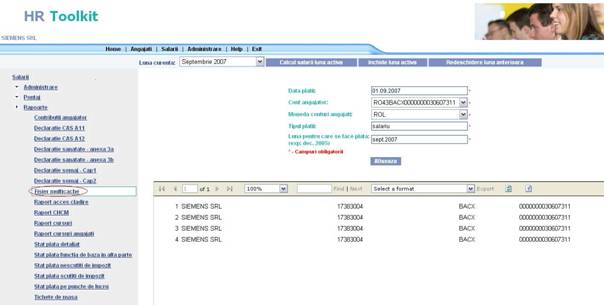 HR Toolkit
SIEMENS SRL
Home | Angajati | Salarii | Administrare | Help | Exit
Luna curenta: Septembrie 2007 Calcul salarii luna activa Inchide luna activa Redeschidere luna anterioara
Salarii
Administrare
Pontaj
Rapoarte
Contributii angajator
Declaratie CAS A11
Declaratie CAS A12
Declaratie sanatate - anexa 3a
Declaratie sanatate - anexa 3b
Declaratie somaj - Cap1
Declaratie somaj - Cap2
Fisier multicache
Raport acces cladire
Raport CHCM
Raport cursuri
Raport cursuri angajati
Stat plata detaliat
Stat plata functia de baza in alta parte
Stat plata nescutiti de impozit
Stat plata scutiti de impozit
Stat plata pe puncte de lucru
Tichete de masa
Data platii: 01.09.2007 *
Cont angajator: RO43BACX0000000030607311 *
Moneda conturi angajati: ROL *
Tipul platii: salariu *
Luna pentru care se face plata: (exp: dec. 2005) sept.2007 *
* - Campuri obligatorii
Afiseaza
1 of 1 100% Find | Next Select a format Export
1 SIEMENS SRL 17383004 BACX 0000000030607311
2 SIEMENS SRL 17383004 BACX 0000000030607311
3 SIEMENS SRL 17383004 BACX 0000000030607311
4 SIEMENS SRL 17383004 BACX 0000000030607311